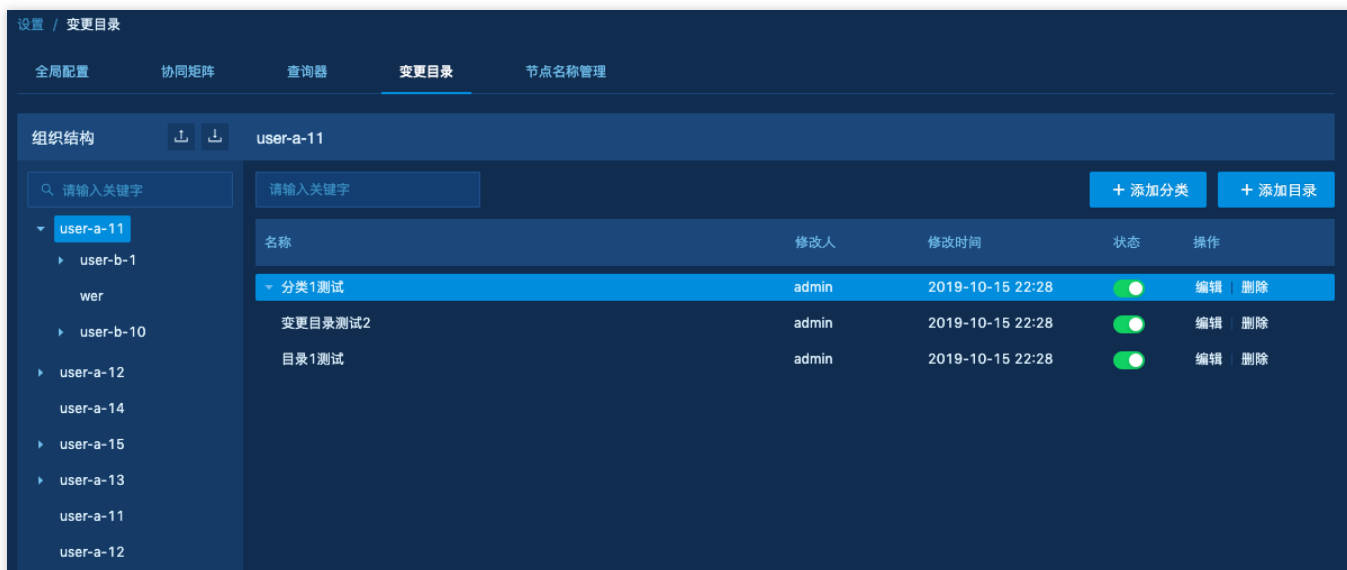 设置 / 变更目录
全局配置 协同矩阵 查询器 变更目录 节点名称管理
组织结构 user-a-11
请输入关键字 请输入关键字 + 添加分类 + 添加目录
user-a-11
名称 修改人 修改时间 状态 操作
user-b-1
分类1测试 admin 2019-10-15 22:28 编辑 删除
wer
变更目录测试2 admin 2019-10-15 22:28 编辑 删除
user-b-10
目录1测试 admin 2019-10-15 22:28 编辑 删除
user-a-12
user-a-14
user-a-15
user-a-13
user-a-11
user-a-12